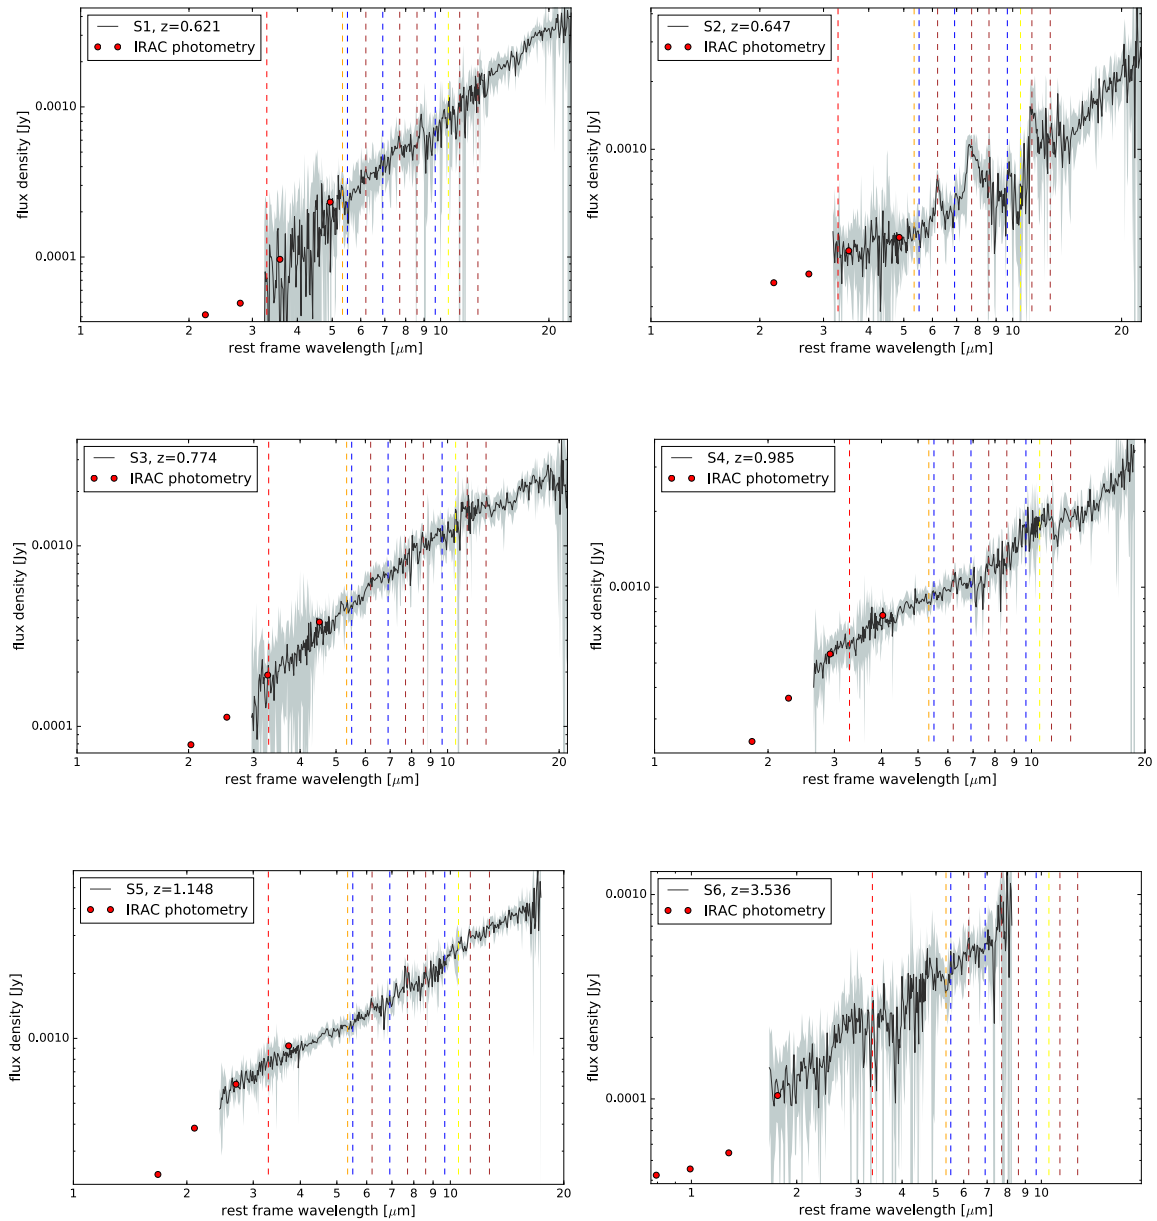 S1, z=0.621
IRAC photometry
0.0010
0.0001
flux density [Jy]
1 2 3 4 5 6 7 8 9 10 20
rest frame wavelength [μm]
S2, z=0.647
IRAC photometry
0.0010
flux density [Jy]
1 2 3 4 5 6 7 8 9 10 20
rest frame wavelength [μm]
S3, z=0.774
IRAC photometry
0.0010
0.0001
flux density [Jy]
1 2 3 4 5 6 7 8 9 10 20
rest frame wavelength [μm]
S4, z=0.985
IRAC photometry
0.0010
flux density [Jy]
1 2 3 4 5 6 7 8 9 10 20
rest frame wavelength [μm]
S5, z=1.148
IRAC photometry
0.0010
flux density [Jy]
1 2 3 4 5 6 7 8 9 10 20
rest frame wavelength [μm]
S6, z=3.536
IRAC photometry
0.0010
0.0001
flux density [Jy]
1 2 3 4 5 6 7 8 9 10
rest frame wavelength [μm]